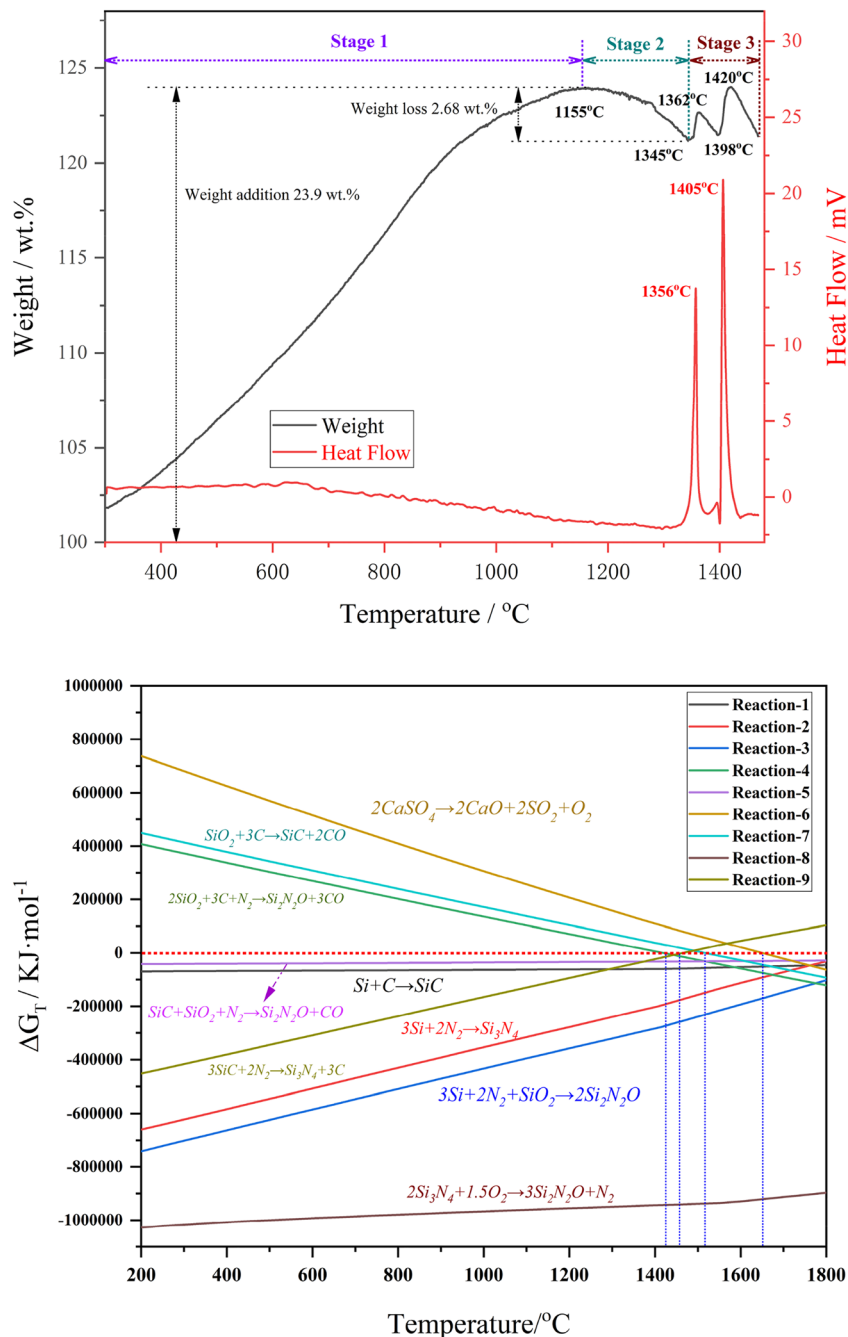 Stage 1
Stage 2
Stage 3
Weight addition 23.9 wt.%
Weight loss 2.68 wt.%
1155°C
1345°C
1362°C
1398°C
1420°C
1356°C
1405°C
Weight
Heat Flow
Weight / wt.%
125
120
115
110
105
100
Heat Flow / mV
30
25
20
15
10
5
0
400 600 800 1000 1200 1400
Temperature / °C
ΔG_T / KJ·mol⁻¹
1000000
800000
600000
400000
200000
0
-200000
-400000
-600000
-800000
-1000000
Reaction-1
Reaction-2
Reaction-3
Reaction-4
Reaction-5
Reaction-6
Reaction-7
Reaction-8
Reaction-9
2CaSO₄→2CaO+2SO₂+O₂
SiO₂+3C→SiC+2CO
2SiO₂+3C+N₂→Si₂N₂O+3CO
Si+C→SiC
SiC+SiO₂+N₂→Si₂N₂O+CO
3Si+2N₂→Si₃N₄
3SiC+2N₂→Si₃N₄+3C
3Si+2N₂+SiO₂→2Si₂N₂O
2Si₃N₄+1.5O₂→3Si₂N₂O+N₂
200 400 600 800 1000 1200 1400 1600 1800
Temperature/°C